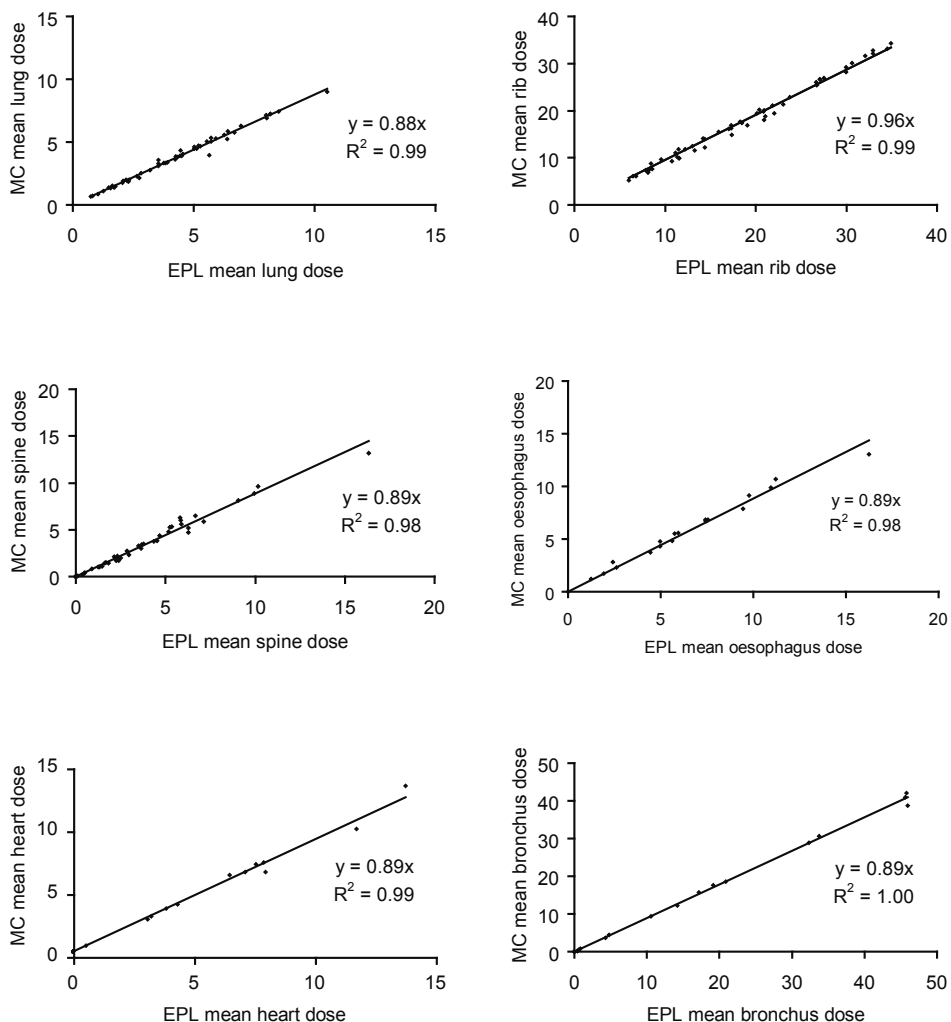 MC mean lung dose
15
10
5
0
0 5 10 15
y = 0.88x
R² = 0.99
EPL mean lung dose
MC mean rib dose
40
30
20
10
0
0 10 20 30 40
y = 0.96x
R² = 0.99
EPL mean rib dose
MC mean spine dose
20
15
10
5
0
0 5 10 15 20
y = 0.89x
R² = 0.98
EPL mean spine dose
MC mean oesophagus dose
20
15
10
5
0
0 5 10 15 20
y = 0.89x
R² = 0.98
EPL mean oesophagus dose
MC mean heart dose
15
10
5
0
0 5 10 15
y = 0.89x
R² = 0.99
EPL mean heart dose
MC mean bronchus dose
50
40
30
20
10
0
0 10 20 30 40 50
y = 0.89x
R² = 1.00
EPL mean bronchus dose